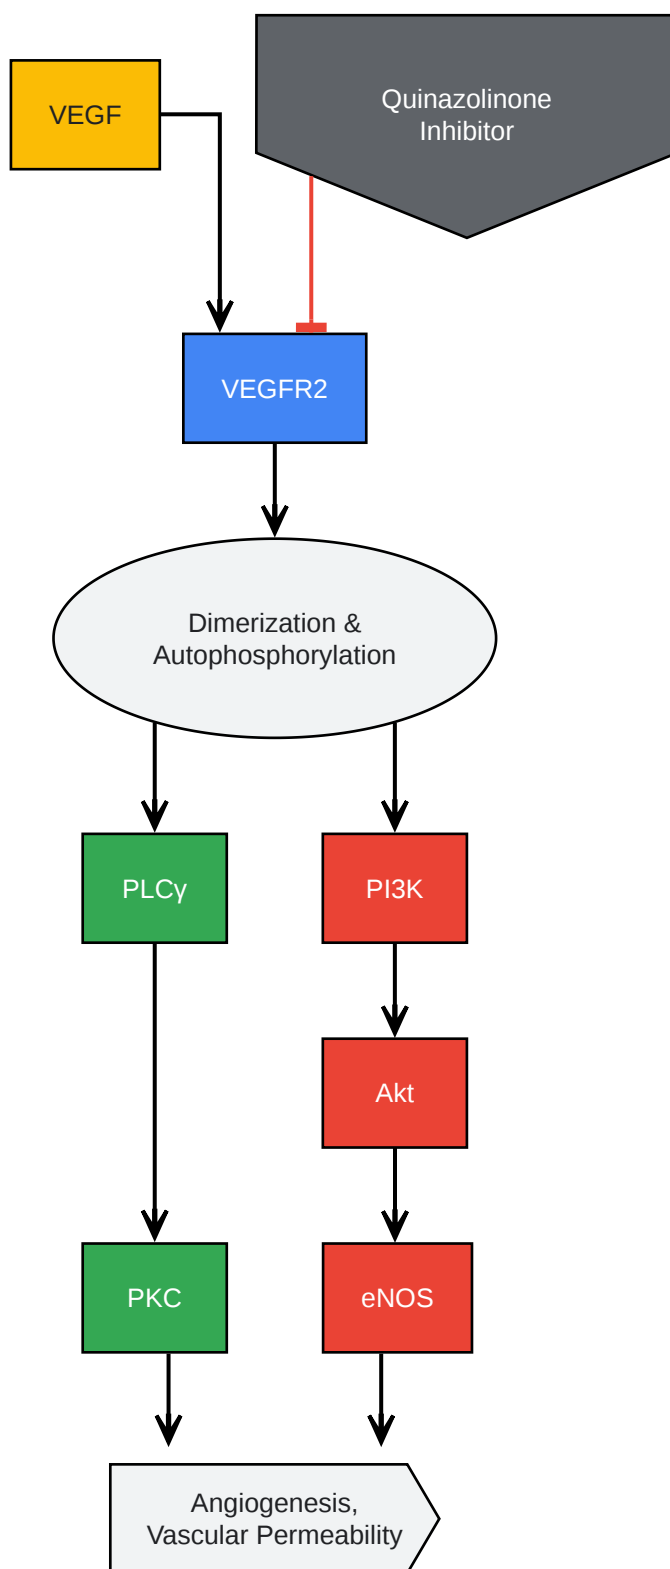 VEGF
Quinazolinone
Inhibitor
VEGFR2
Dimerization &
Autophosphorylation
PLCγ
PI3K
Akt
PKC
eNOS
Angiogenesis,
Vascular Permeability